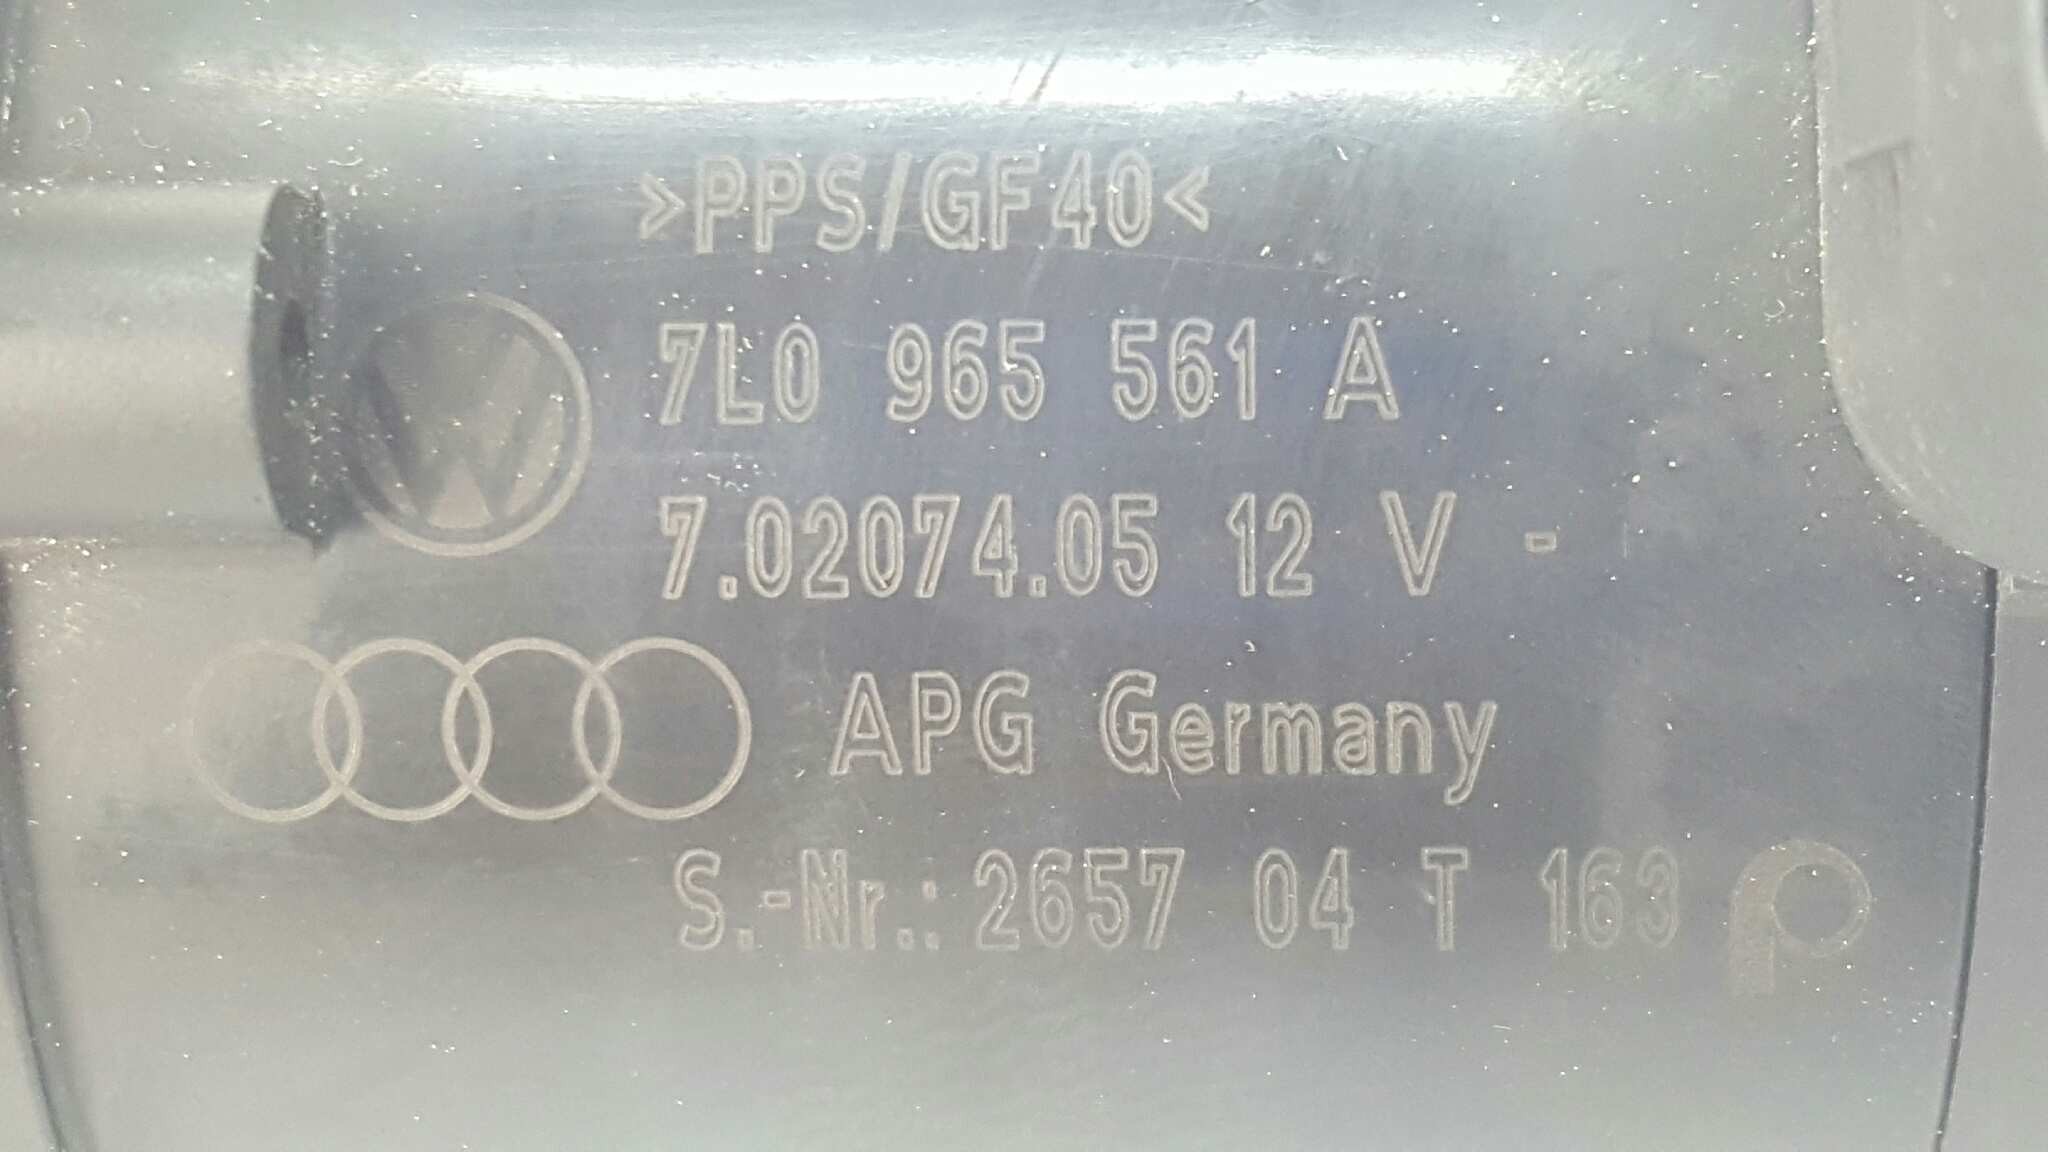 >PPS/GF40<
7L0 965 561 A
7.02074.05 12 V -
APG Germany
S.-Nr.: 2657 04 T 163